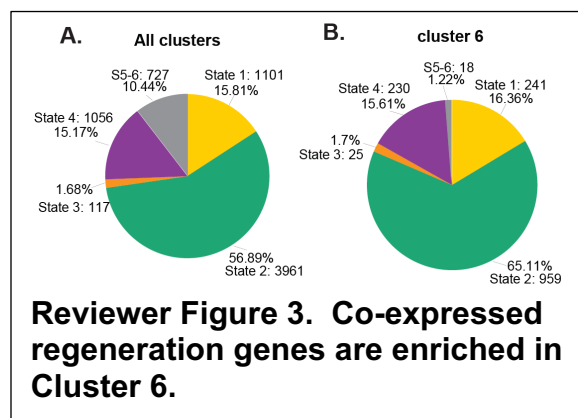 A.
All clusters
S5-6: 727
10.44%
State 1: 1101
15.81%
State 4: 1056
15.17%
1.68%
State 3: 117
56.89%
State 2: 3961
B.
cluster 6
S5-6: 18
1.22%
State 1: 241
16.36%
State 4: 230
15.61%
1.7%
State 3: 25
65.11%
State 2: 959
Reviewer Figure 3.  Co-expressed
regeneration genes are enriched in
Cluster 6.